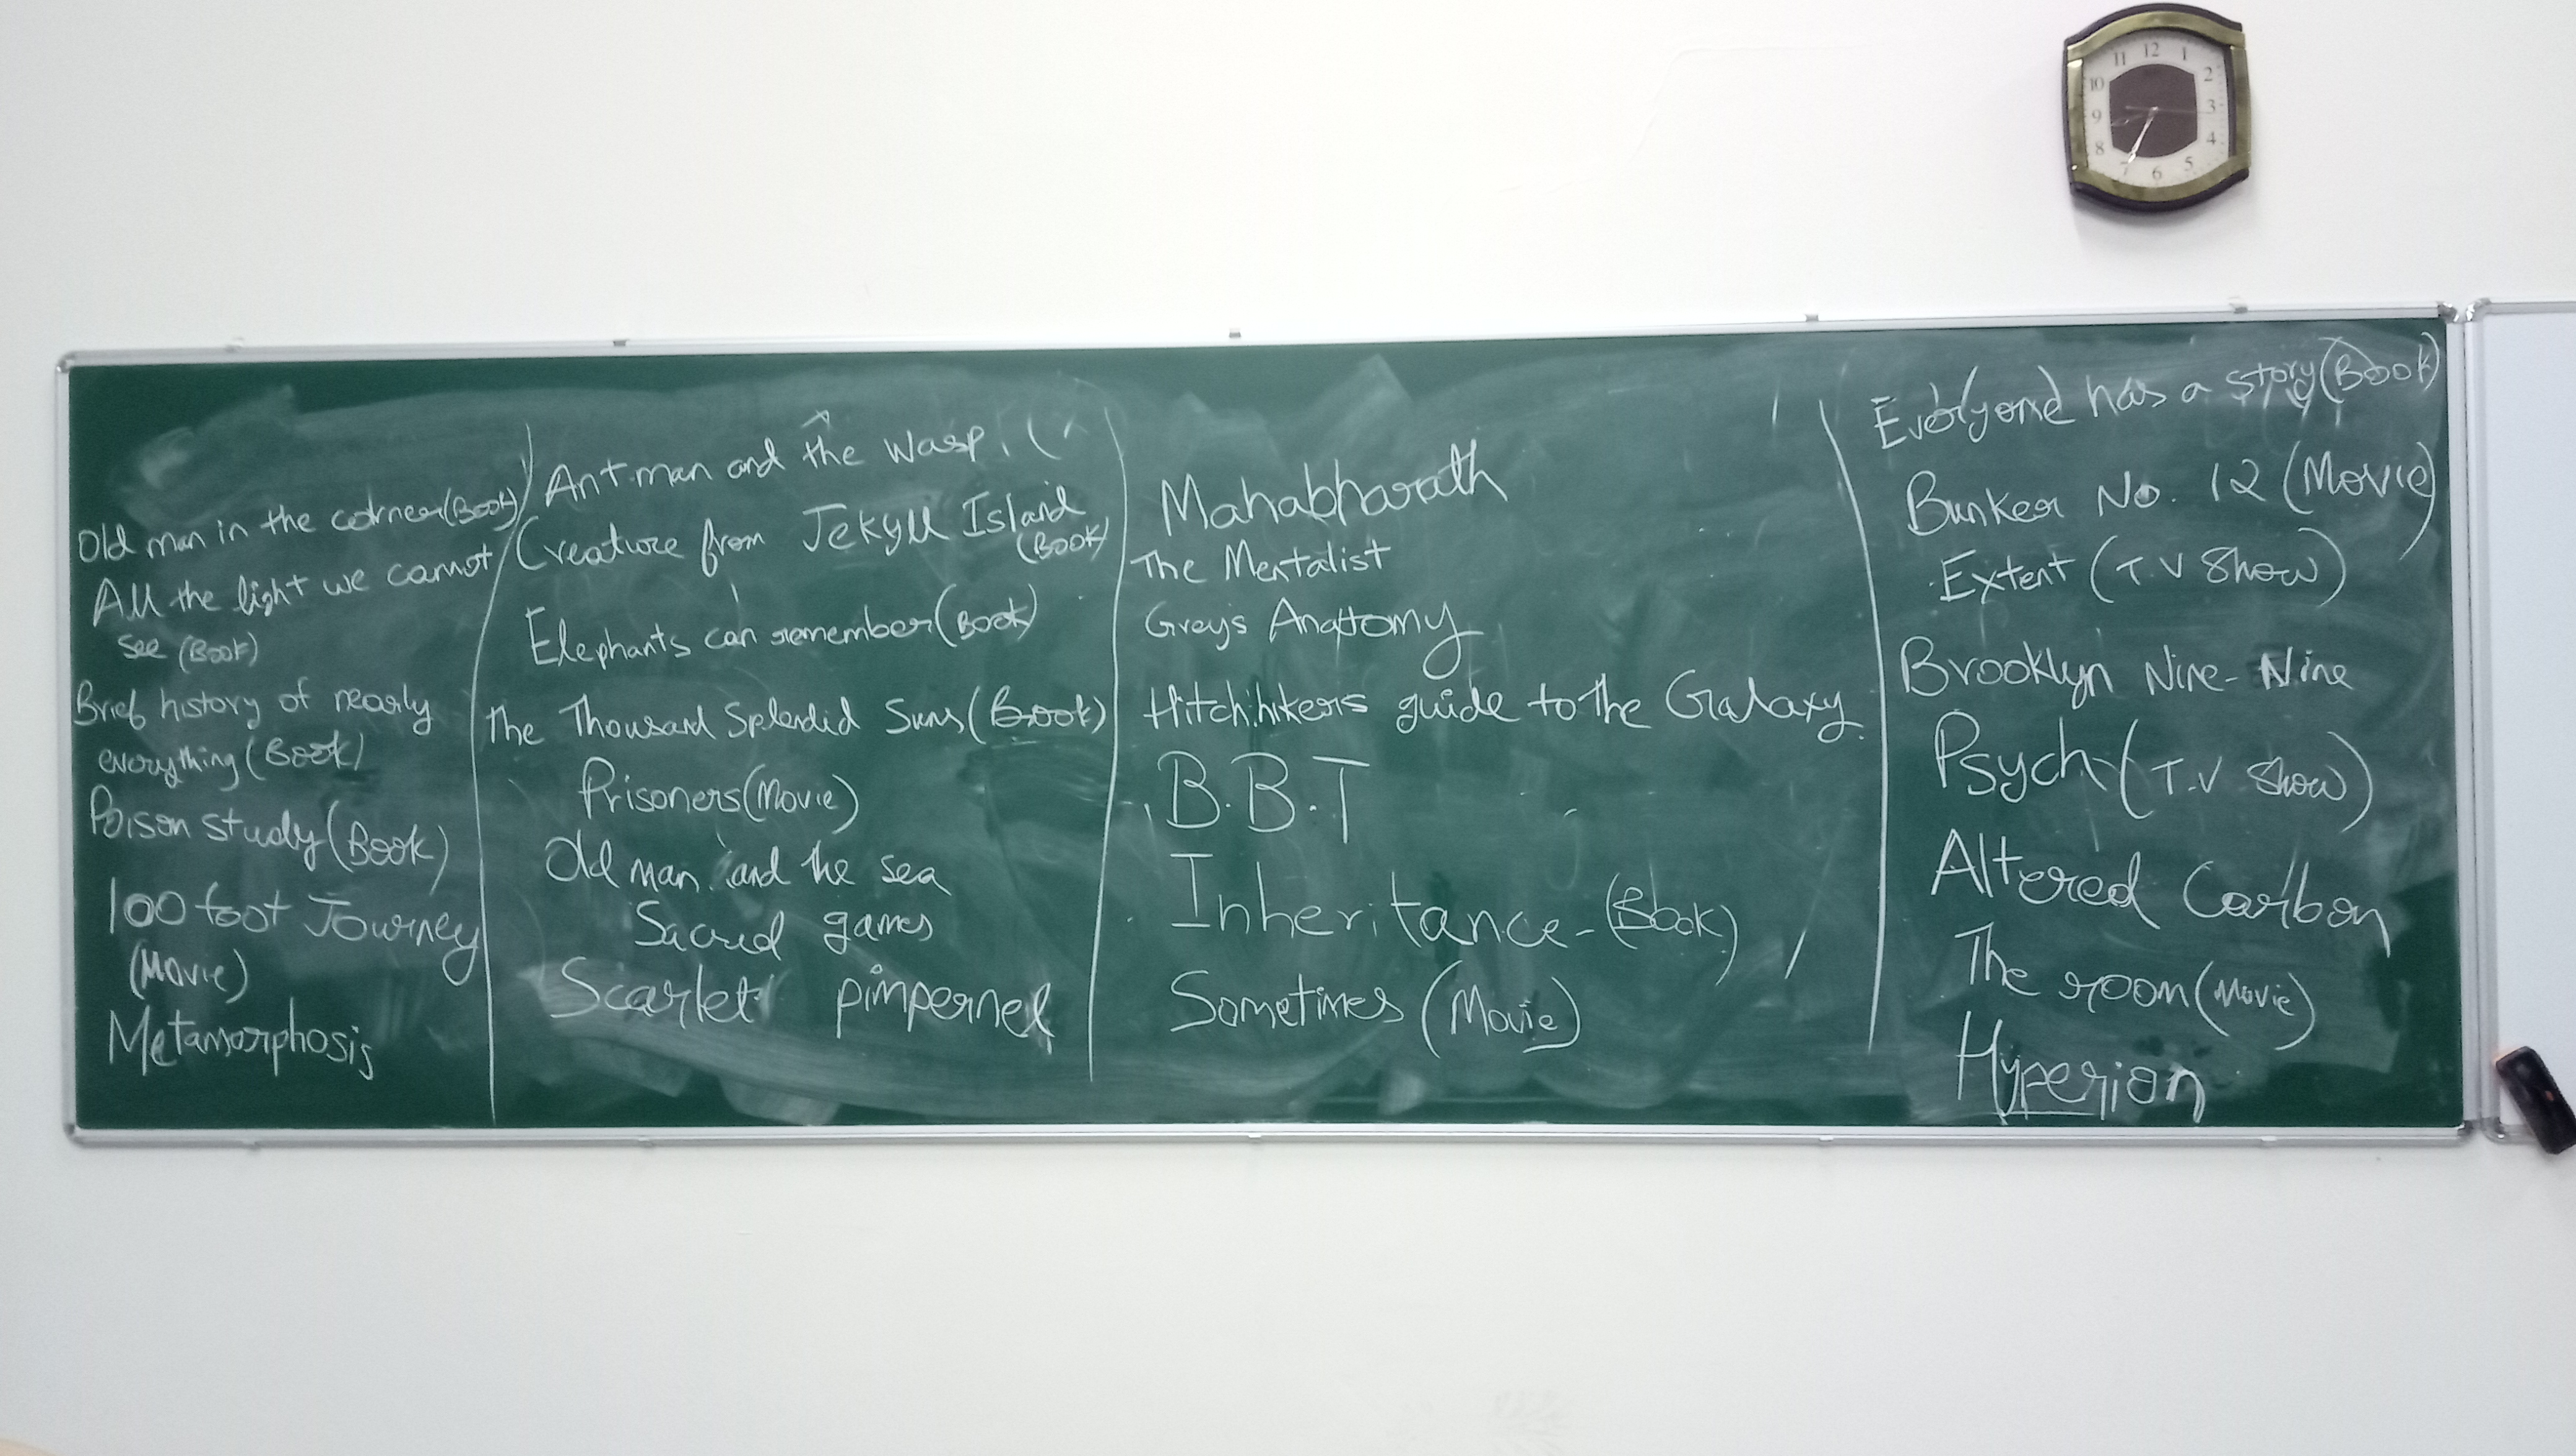 12
1
2
3
4
5
6
7
8
9
10
11
Old man in the corner (Book)
All the light we cannot
see (Book)
Brief history of nearly
everything (Book)
Poison study (Book)
100 foot Journey
(Movie)
Metamorphosis
Ant-man and the wasp. (
Creature from Jekyll Island
(Book)
Elephants can remember (Book)
The Thousand Splendid Suns (Book)
Prisoners (Movie)
Old man and the sea
Sacred games
Scarlet pimpernel
Mahabharath
The Mentalist
Greys Anatomy
Hitchhikers guide to the Galaxy.
B.B.T
Inheritance - (Book)
Sometimes (Movie)
Everyone has a story (Book)
Bunker No. 12 (Movie)
Extent (T.V Show)
Brooklyn Nine-Nine
Psych (T.V Show)
Altered Carbon
The room (Movie)
Hyperion